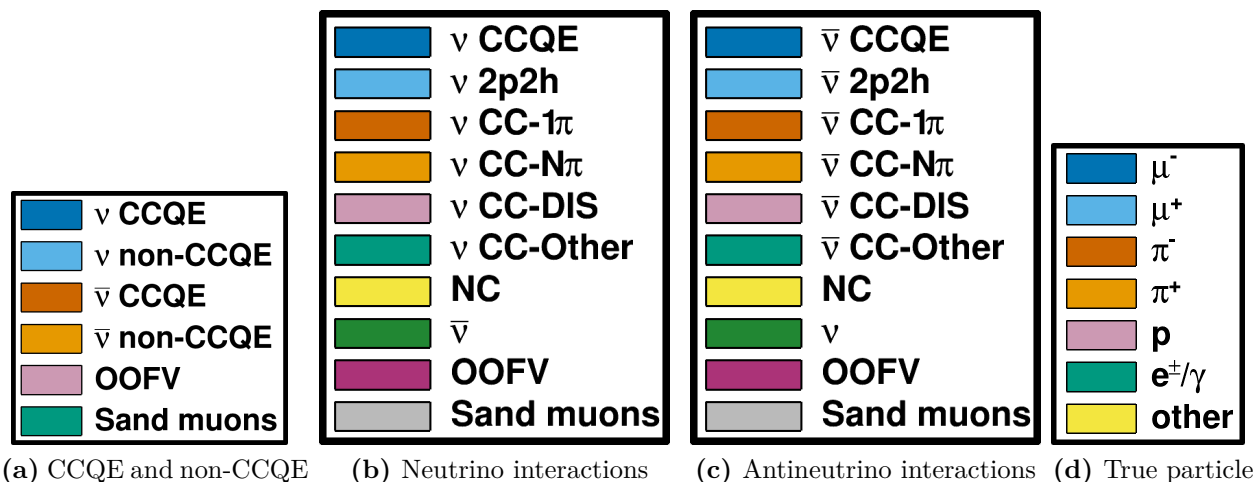 ν CCQE
ν non-CCQE
ν̅ CCQE
ν̅ non-CCQE
OOFV
Sand muons
(a) CCQE and non-CCQE
ν CCQE
ν 2p2h
ν CC-1π
ν CC-Nπ
ν CC-DIS
ν CC-Other
NC
ν̅
OOFV
Sand muons
(b) Neutrino interactions
ν̅ CCQE
ν̅ 2p2h
ν̅ CC-1π
ν̅ CC-Nπ
ν̅ CC-DIS
ν̅ CC-Other
NC
ν
OOFV
Sand muons
(c) Antineutrino interactions
μ⁻
μ⁺
π⁻
π⁺
p
e±/γ
other
(d) True particle